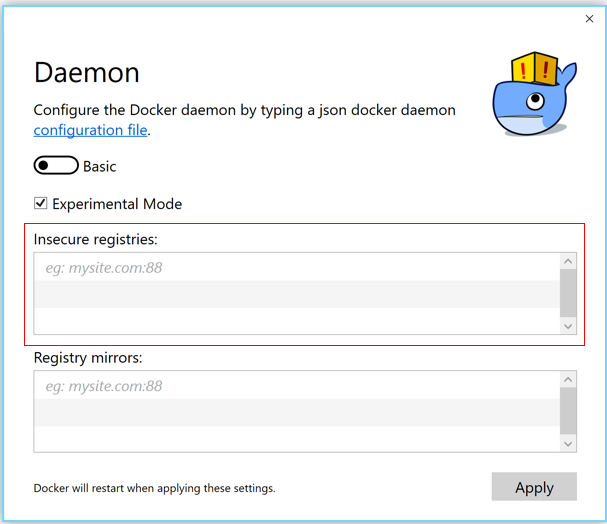 Daemon
Configure the Docker daemon by typing a json docker daemon
configuration file.
Basic
Experimental Mode
Insecure registries:
eg: mysite.com:88
Registry mirrors:
eg: mysite.com:88
Docker will restart when applying these settings.
Apply